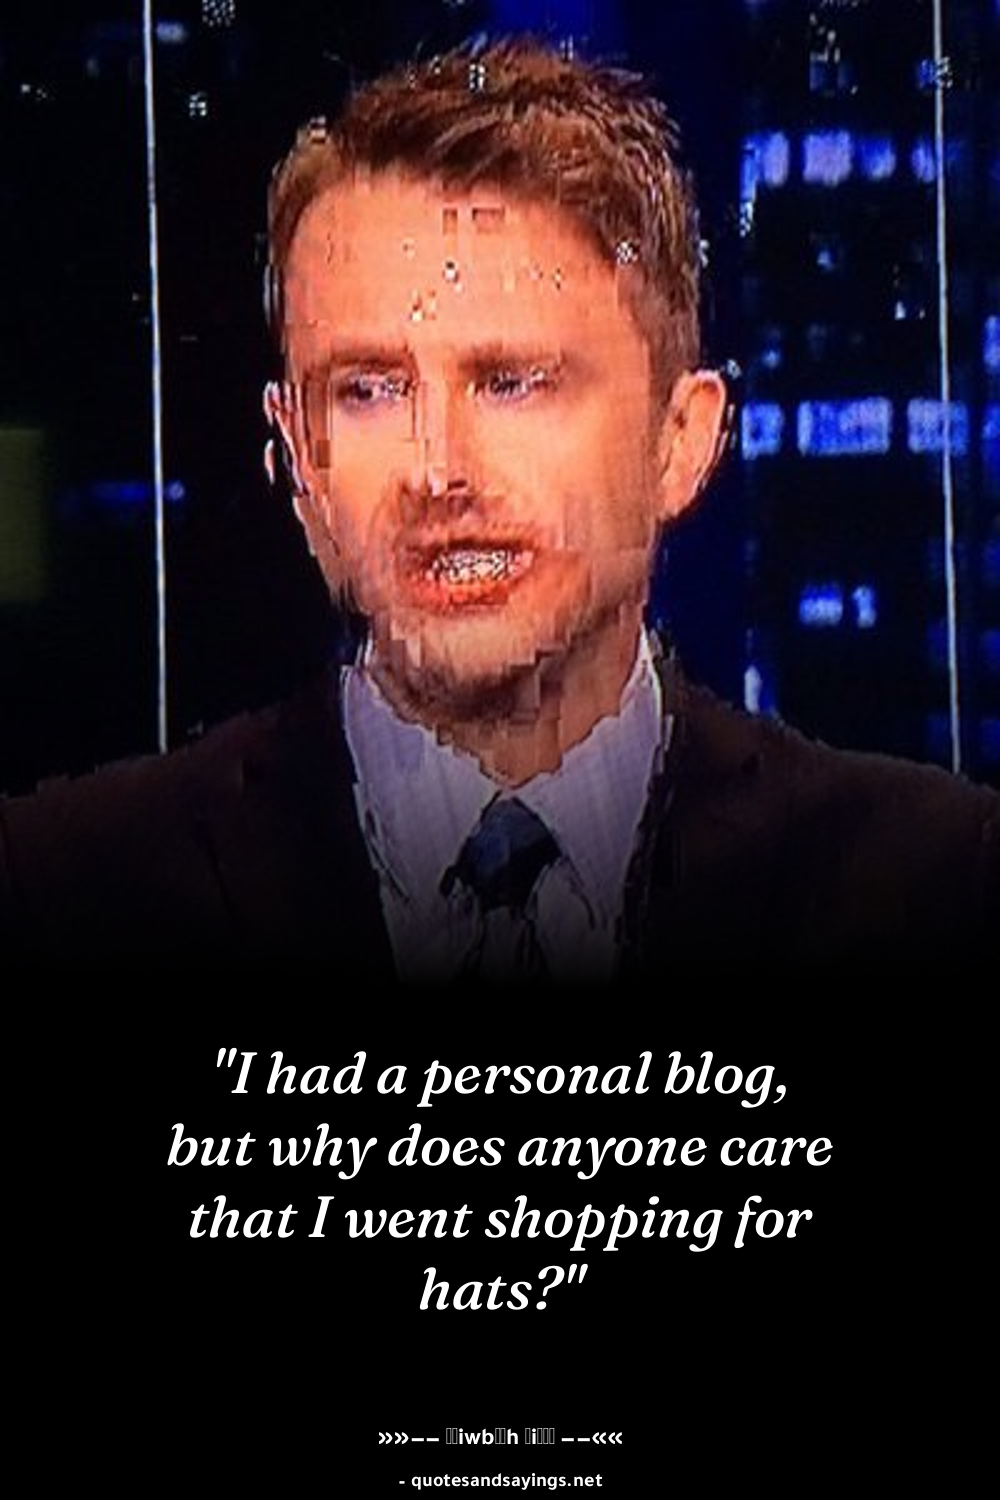 "I had a personal blog,
but why does anyone care
that I went shopping for
hats?"
- quotesandsayings.net